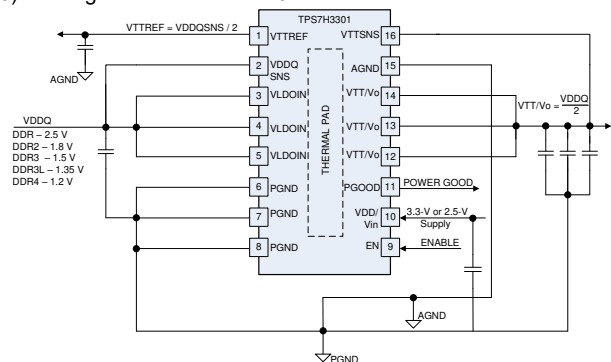 TPS7H3301
VTTREF = VDDQSNS / 2
1 VTTREF
VTTSNS 16
AGND
2 VDDQ SNS
AGND 15
3 VLDOIN
VTT/Vo 14
VTT/Vo = VDDQ / 2
VDDQ
4 VLDOIN
VTT/Vo 13
DDR – 2.5 V
DDR2 – 1.8 V
DDR3 – 1.5 V
DDR3L – 1.35 V
DDR4 – 1.2 V
5 VLDOIN
VTT/Vo 12
THERMAL PAD
6 PGND
PGOOD 11
POWER GOOD
7 PGND
VDD/ Vin 10
3.3-V or 2.5-V
Supply
8 PGND
EN 9
ENABLE
AGND
PGND